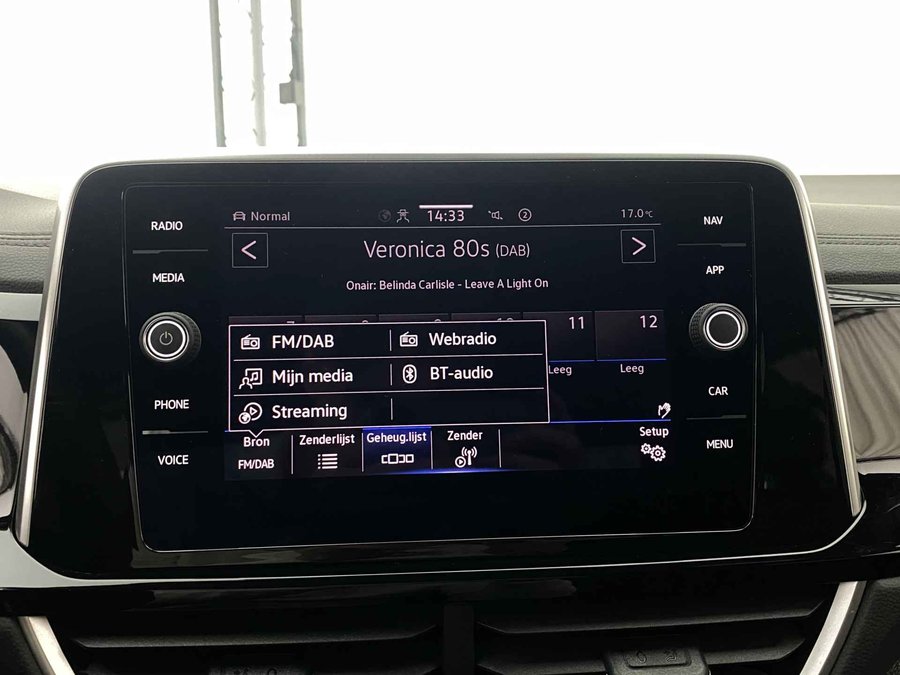 RADIO
MEDIA
PHONE
VOICE
Normal
14:33
2
17.0°C
Veronica 80s (DAB)
Onair: Belinda Carlisle - Leave A Light On
11
12
Leeg
Leeg
FM/DAB
Webradio
Mijn media
BT-audio
Streaming
Bron
FM/DAB
Zenderlijst
Geheug.lijst
Zender
Setup
NAV
APP
CAR
MENU